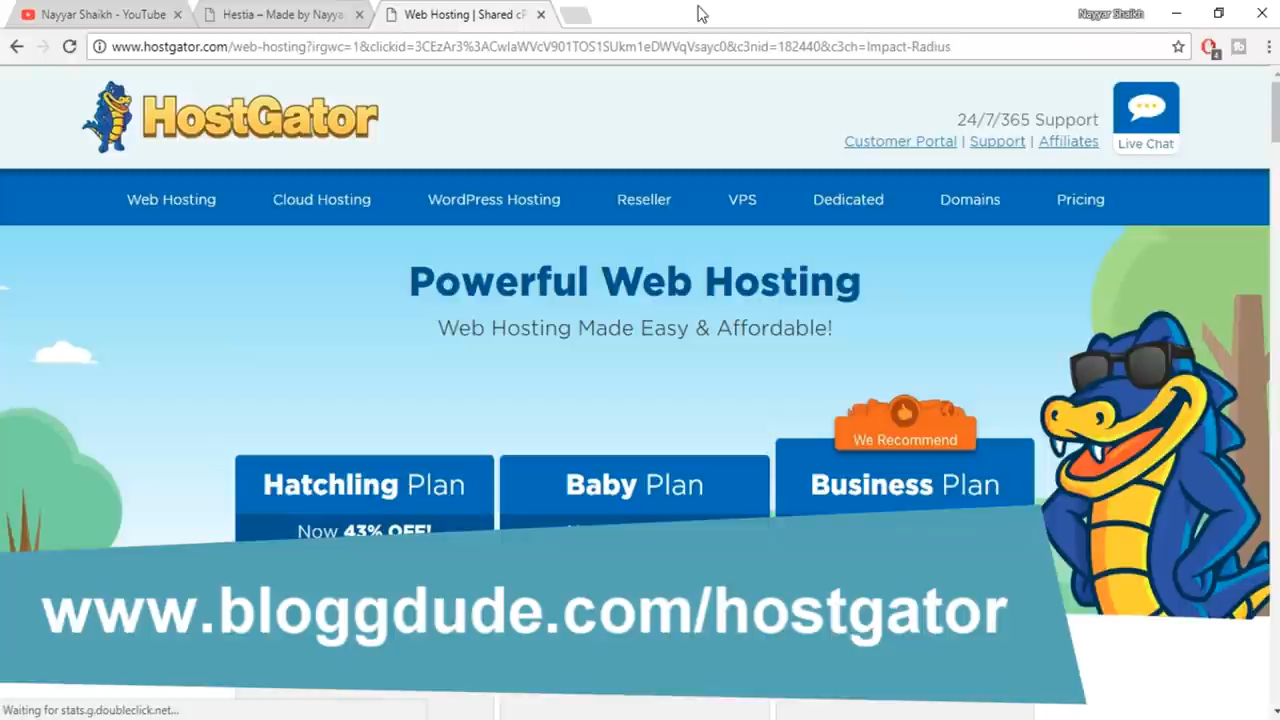 Nayyar Shaikh - YouTube
Hestia – Made by Nayya
Web Hosting | Shared cP
Nayyar Shaikh
www.hostgator.com/web-hosting?irgwc=1&clickid=3CEzAr3%3ACwIaWVcV901TOS1SUkm1eDWVqVsayc0&c3nid=182440&c3ch=Impact-Radius
4
HostGator
24/7/365 Support
Customer Portal | Support | Affiliates
Live Chat
Web Hosting Cloud Hosting WordPress Hosting Reseller VPS Dedicated Domains Pricing
Powerful Web Hosting
Web Hosting Made Easy & Affordable!
We Recommend
Hatchling Plan Baby Plan Business Plan
Now 43% OFF!
www.bloggdude.com/hostgator
Waiting for stats.g.doubleclick.net...